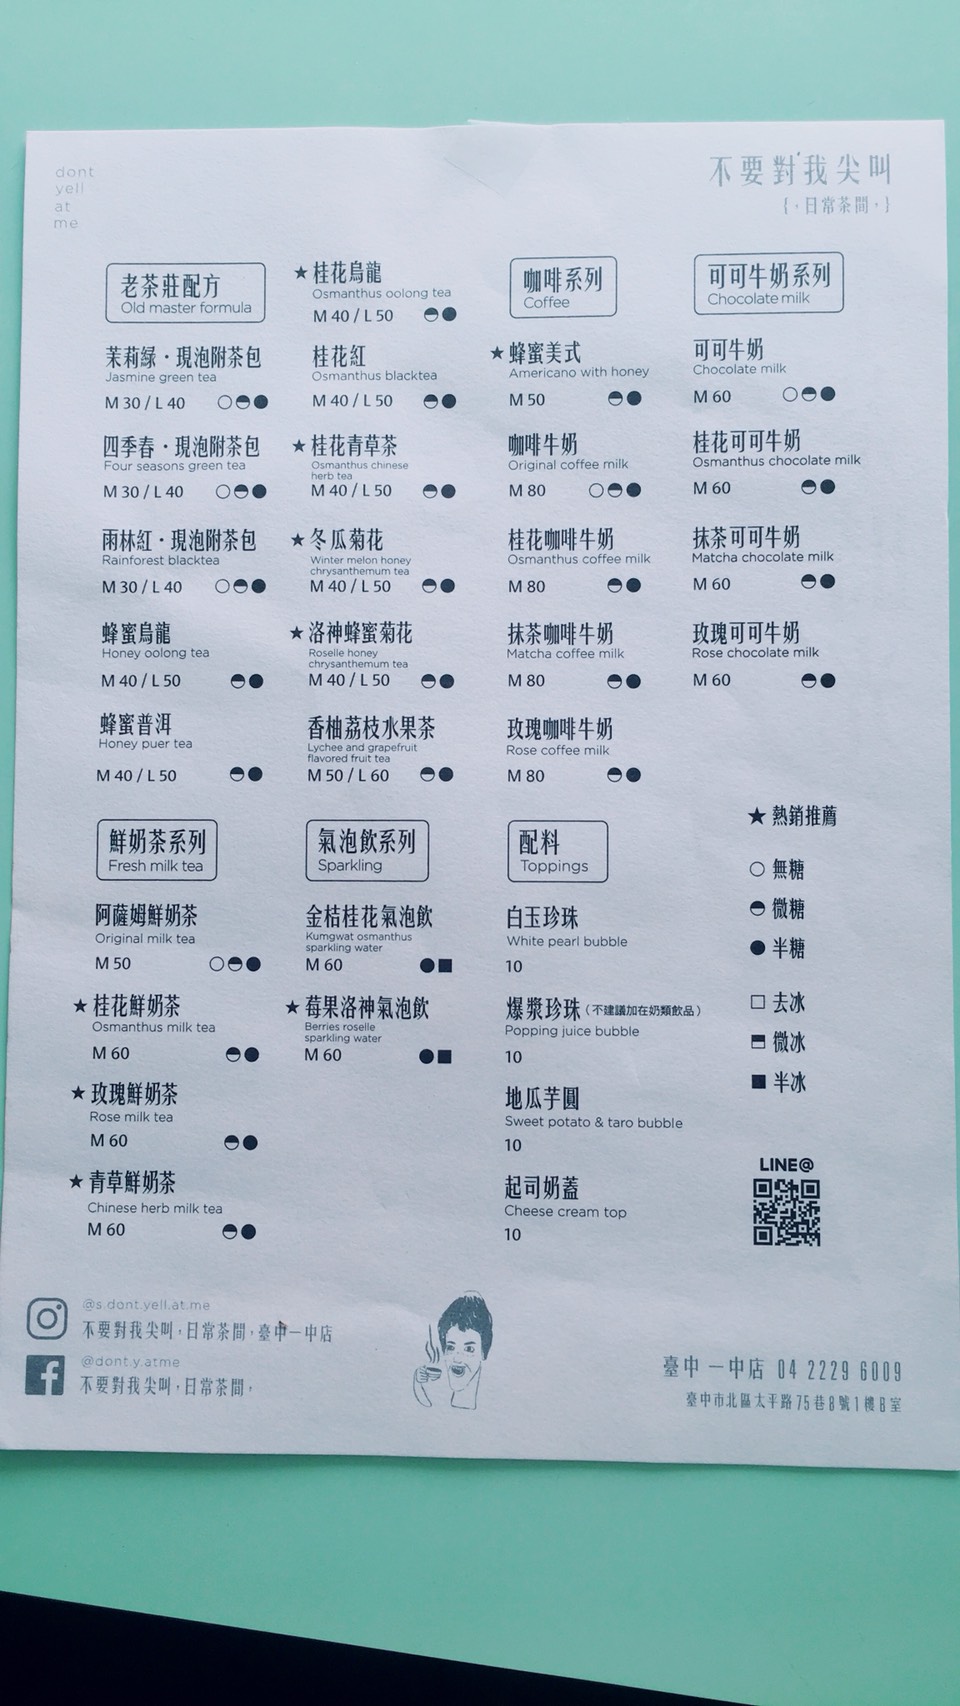 dont
yell
at
me
不要對我尖叫
{,日常茶間,}
老茶莊配方
Old master formula
茉莉綠・現泡附茶包
Jasmine green tea
M 30 / L 40 ○◒●
四季春・現泡附茶包
Four seasons green tea
M 30 / L 40 ○◒●
雨林紅・現泡附茶包
Rainforest blacktea
M 30 / L 40 ○◒●
蜂蜜烏龍
Honey oolong tea
M 40 / L 50 ◒●
蜂蜜普洱
Honey puer tea
M 40 / L 50 ◒●
★ 桂花烏龍
Osmanthus oolong tea
M 40 / L 50 ◒●
桂花紅
Osmanthus blacktea
M 40 / L 50 ◒●
★ 桂花青草茶
Osmanthus chinese
herb tea
M 40 / L 50 ◒●
★ 冬瓜菊花
Winter melon honey
chrysanthemum tea
M 40 / L 50 ◒●
★ 洛神蜂蜜菊花
Roselle honey
chrysanthemum tea
M 40 / L 50 ◒●
香柚荔枝水果茶
Lychee and grapefruit
flavored fruit tea
M 50 / L 60 ◒●
咖啡系列
Coffee
★ 蜂蜜美式
Americano with honey
M 50 ◒●
咖啡牛奶
Original coffee milk
M 80 ○◒●
桂花咖啡牛奶
Osmanthus coffee milk
M 80 ◒●
抹茶咖啡牛奶
Matcha coffee milk
M 80 ◒●
玫瑰咖啡牛奶
Rose coffee milk
M 80 ◒●
可可牛奶系列
Chocolate milk
可可牛奶
Chocolate milk
M 60 ○◒●
桂花可可牛奶
Osmanthus chocolate milk
M 60 ◒●
抹茶可可牛奶
Matcha chocolate milk
M 60 ◒●
玫瑰可可牛奶
Rose chocolate milk
M 60 ◒●
鮮奶茶系列
Fresh milk tea
阿薩姆鮮奶茶
Original milk tea
M 50 ○◒●
★ 桂花鮮奶茶
Osmanthus milk tea
M 60 ◒●
★ 玫瑰鮮奶茶
Rose milk tea
M 60 ◒●
★ 青草鮮奶茶
Chinese herb milk tea
M 60 ◒●
氣泡飲系列
Sparkling
金桔桂花氣泡飲
Kumgwat osmanthus
sparkling water
M 60 ●■
★ 莓果洛神氣泡飲
Berries roselle
sparkling water
M 60 ●■
配料
Toppings
白玉珍珠
White pearl bubble
10
爆漿珍珠(不建議加在奶類飲品)
Popping juice bubble
10
地瓜芋圓
Sweet potato & taro bubble
10
起司奶蓋
Cheese cream top
10
★ 熱銷推薦
○ 無糖
◒ 微糖
● 半糖
□ 去冰
⬒ 微冰
■ 半冰
LINE@
@s.dont.yell.at.me
不要對我尖叫,日常茶間,臺中一中店
@dont.y.atme
不要對我尖叫,日常茶間,
臺中 一中店 04 2229 6009
臺中市北區太平路75巷8號1樓B室